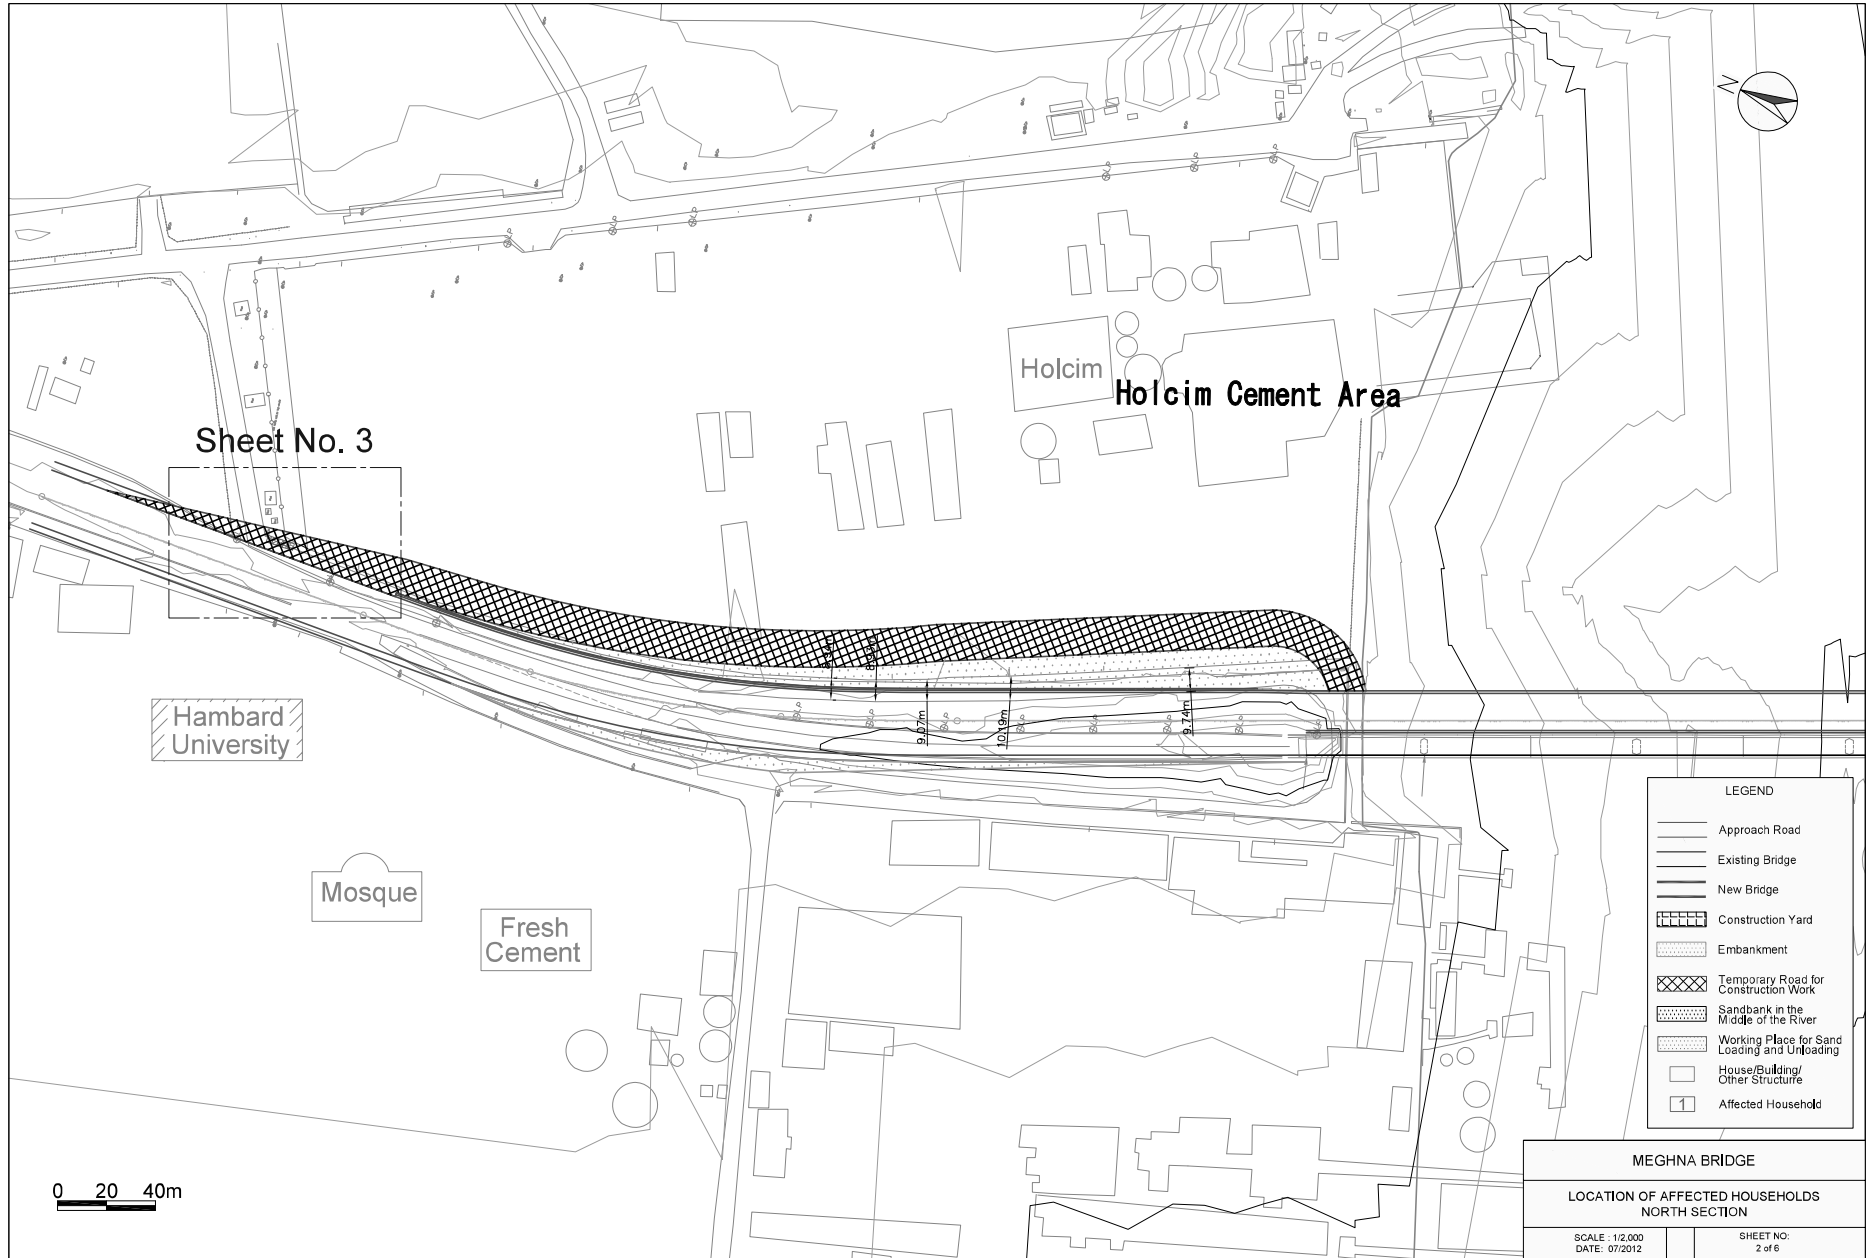 N
Holcim
Holcim Cement Area
Sheet No. 3
8.93m
9.07m
10.19m
9.74m
Hambard
University
Mosque
Fresh
Cement
LEGEND
Approach Road
Existing Bridge
New Bridge
Construction Yard
Embankment
Temporary Road for
Construction Work
Sandbank in the
Middle of the River
Working Place for Sand
Loading and Unloading
House/Building/
Other Structure
1 Affected Household
0 20 40m
MEGHNA BRIDGE
LOCATION OF AFFECTED HOUSEHOLDS
NORTH SECTION
SCALE : 1/2,000
DATE: 07/2012
SHEET NO:
2 of 6